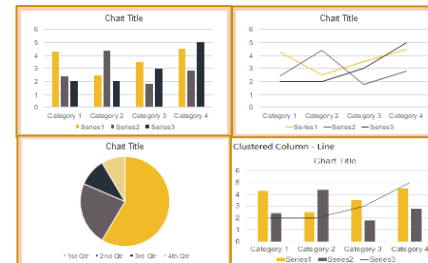 Chart Title
6
5
4
3
2
1
0
Category 1 Category 2 Category 3 Category 4
Series1 Series2 Series3
Chart Title
6
5
4
3
2
1
0
Category 1 Category 2 Category 3 Category 4
Series1 Series2 Series3
Chart Title
1st Qtr 2nd Qtr 3rd Qtr 4th Qtr
Clustered Column - Line
Chart Title
6
5
4
3
2
1
0
Category 1 Category 2 Category 3 Category 4
Series1 Series2 Series3